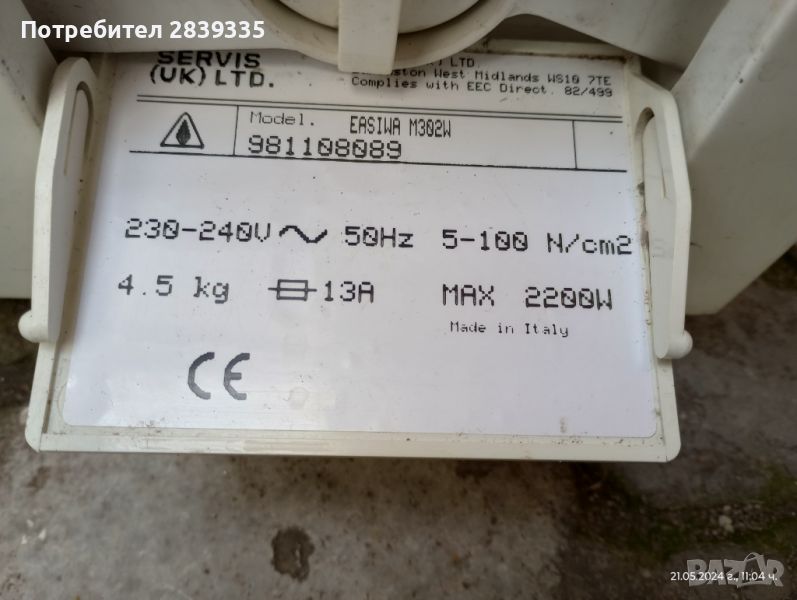 Потребител 2839335
SERVIS
(UK) LTD.
LTD.
West Midlands WS10 7TE
Complies with EEC Direct. 82/499
Model. EASIWA M302W
981108089
230-240V 50Hz 5-100 N/cm2
4.5 kg 13A MAX 2200W
Made in Italy
CE
BAZAR
21.05.2024 г., 11:04 ч.